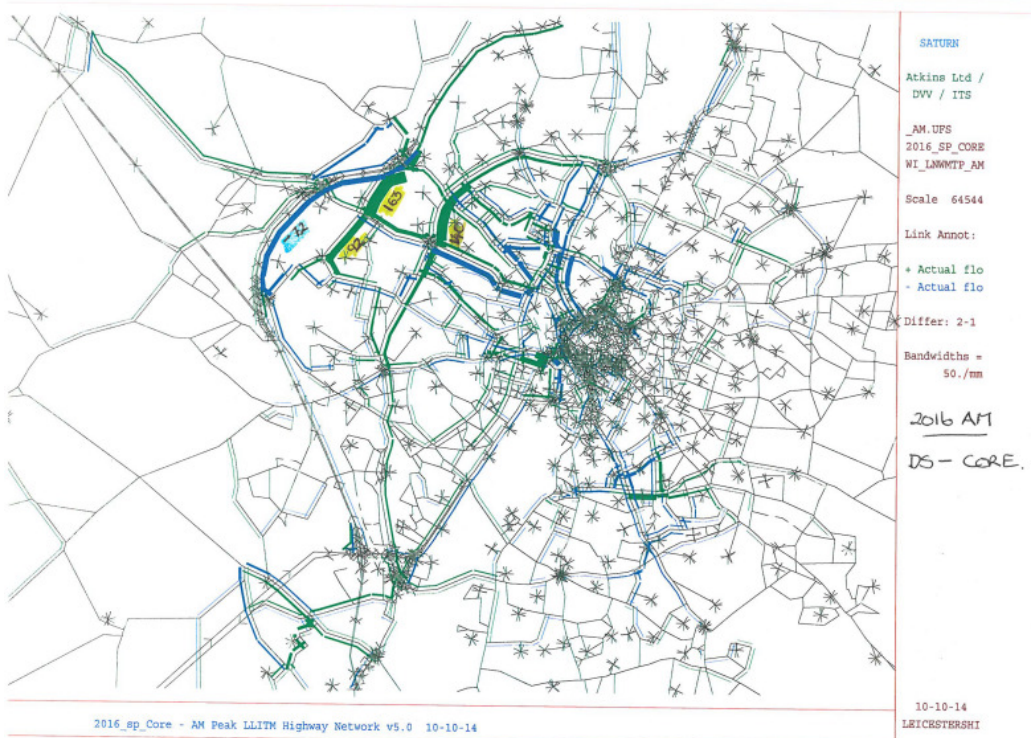 SATURN
Atkins Ltd /
DVV / ITS
_AM.UFS
2016_SP_CORE
WI_LNWMTP_AM
Scale 64544
Link Annot:
+ Actual flo
- Actual flo
Differ: 2-1
Bandwidths =
50./mm
2016 AM
DS - CORE.
163
92
10-10-14
LEICESTERSHI
2016_sp_Core - AM Peak LLITM Highway Network v5.0 10-10-14